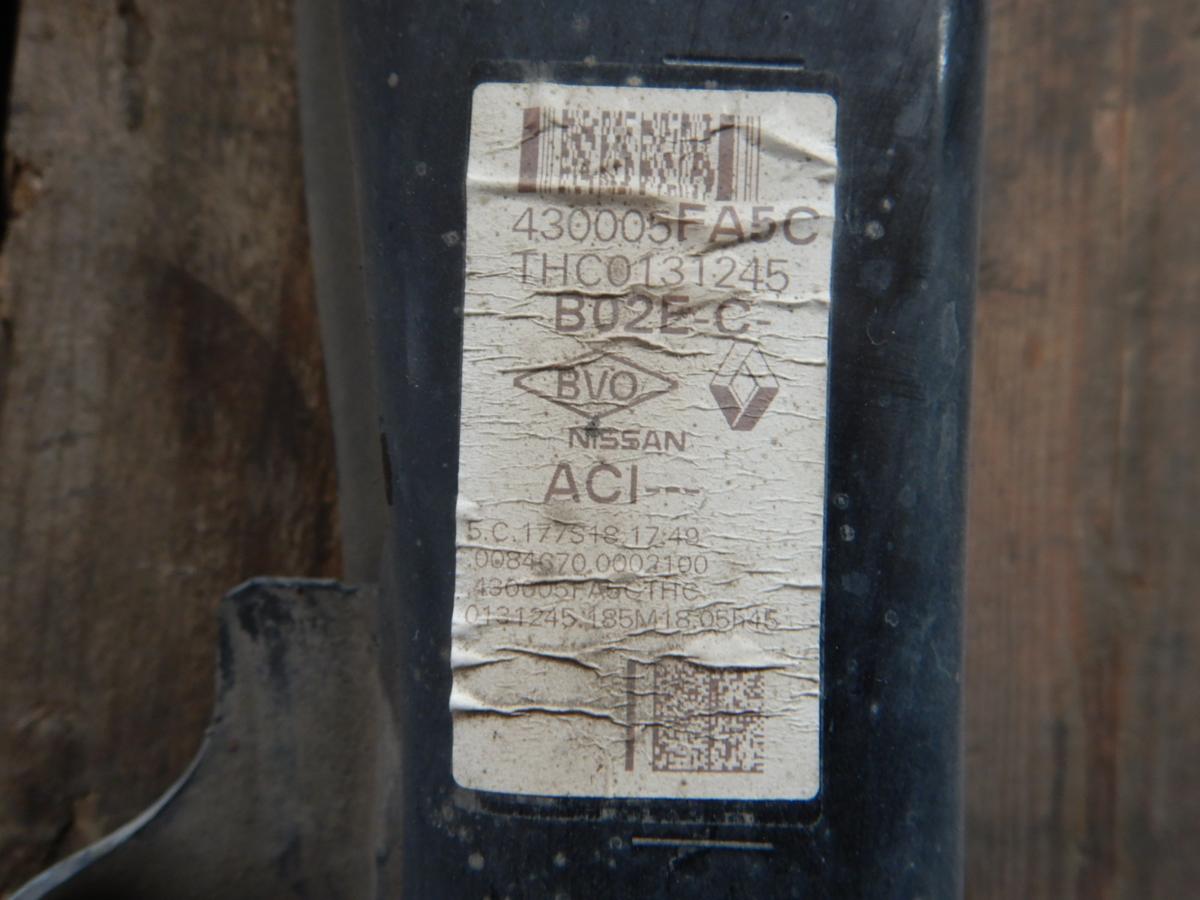 430005FA5C
THC0131245
B02E-C-
BVO
NISSAN
ACI---
5.C.177S18.17:49
.0084670.0002100
430005FA5CTHC
0131245.185M18.05h45